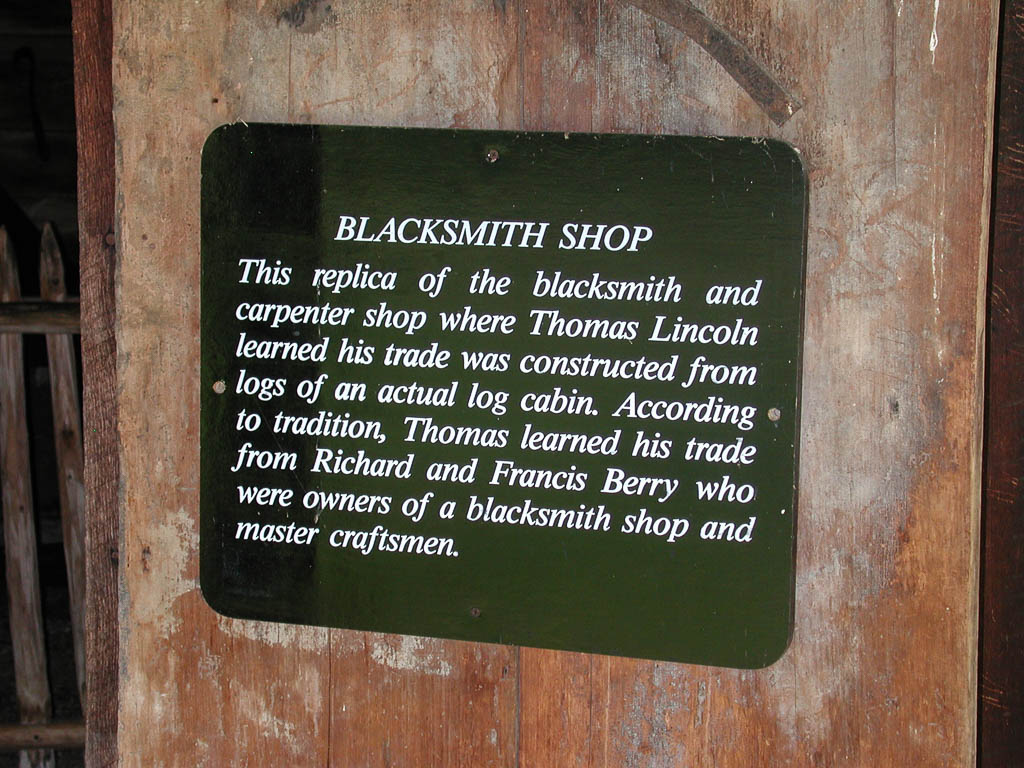 BLACKSMITH SHOP
This replica of the blacksmith and
carpenter shop where Thomas Lincoln
learned his trade was constructed from
logs of an actual log cabin. According
to tradition, Thomas learned his trade
from Richard and Francis Berry who
were owners of a blacksmith shop and
master craftsmen.